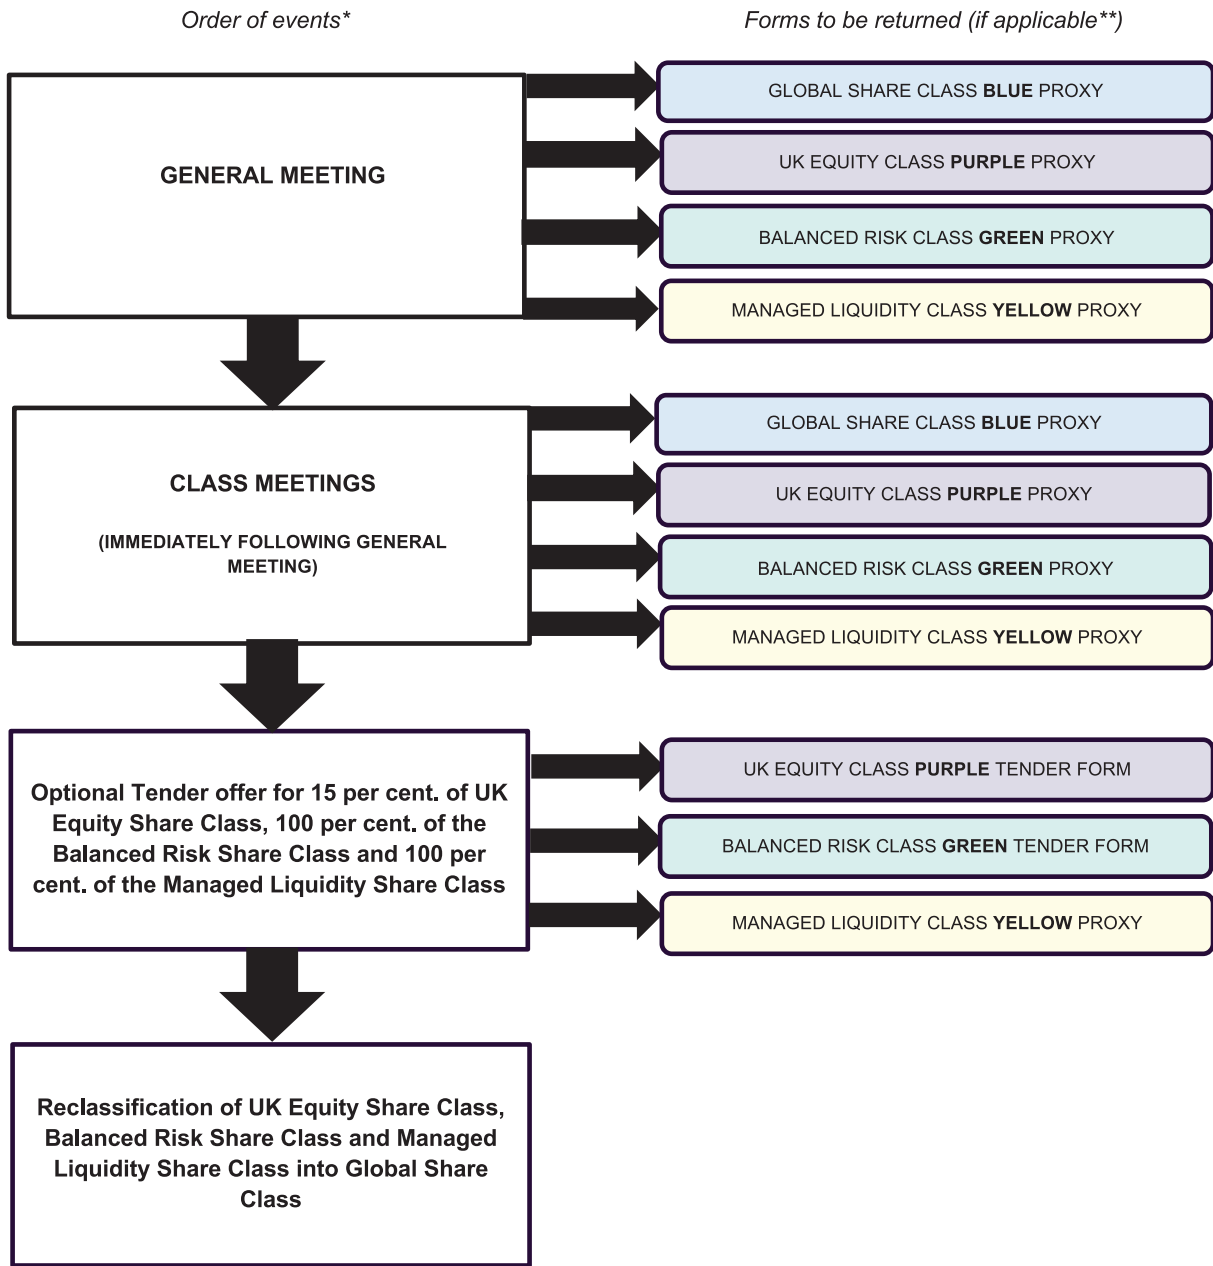 Order of events*
Forms to be returned (if applicable**)
GENERAL MEETING
GLOBAL SHARE CLASS BLUE PROXY
UK EQUITY CLASS PURPLE PROXY
BALANCED RISK CLASS GREEN PROXY
MANAGED LIQUIDITY CLASS YELLOW PROXY
CLASS MEETINGS
(IMMEDIATELY FOLLOWING GENERAL
MEETING)
GLOBAL SHARE CLASS BLUE PROXY
UK EQUITY CLASS PURPLE PROXY
BALANCED RISK CLASS GREEN PROXY
MANAGED LIQUIDITY CLASS YELLOW PROXY
Optional Tender offer for 15 per cent. of UK
Equity Share Class, 100 per cent. of the
Balanced Risk Share Class and 100 per
cent. of the Managed Liquidity Share Class
UK EQUITY CLASS PURPLE TENDER FORM
BALANCED RISK CLASS GREEN TENDER FORM
MANAGED LIQUIDITY CLASS YELLOW PROXY
Reclassification of UK Equity Share Class,
Balanced Risk Share Class and Managed
Liquidity Share Class into Global Share
Class